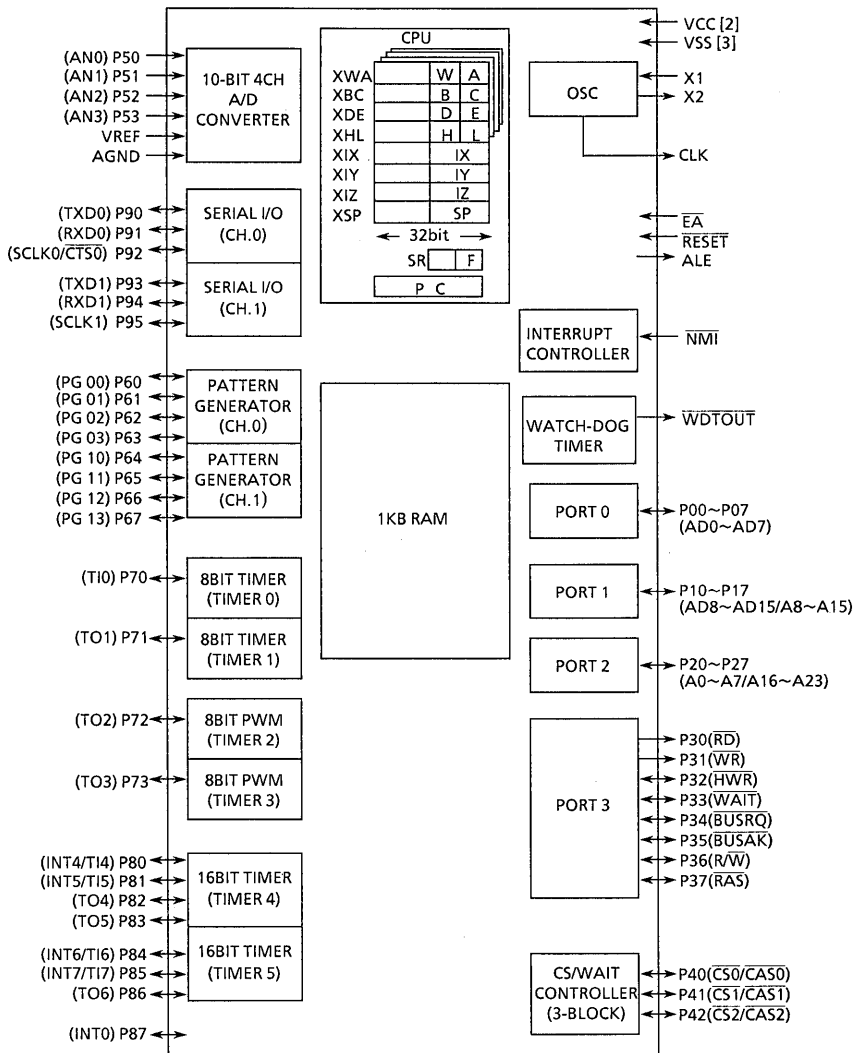 (AN0) P50
(AN1) P51
(AN2) P52
(AN3) P53
VREF
AGND
10-BIT 4CH
A/D
CONVERTER
(TXD0) P90
(RXD0) P91
(SCLK0/CTS0) P92
SERIAL I/O
(CH.0)
(TXD1) P93
(RXD1) P94
(SCLK1) P95
SERIAL I/O
(CH.1)
(PG 00) P60
(PG 01) P61
(PG 02) P62
(PG 03) P63
PATTERN
GENERATOR
(CH.0)
(PG 10) P64
(PG 11) P65
(PG 12) P66
(PG 13) P67
PATTERN
GENERATOR
(CH.1)
(TI0) P70
8BIT TIMER
(TIMER 0)
(TO1) P71
8BIT TIMER
(TIMER 1)
(TO2) P72
8BIT PWM
(TIMER 2)
(TO3) P73
8BIT PWM
(TIMER 3)
(INT4/TI4) P80
(INT5/TI5) P81
(TO4) P82
(TO5) P83
16BIT TIMER
(TIMER 4)
(INT6/TI6) P84
(INT7/TI7) P85
(TO6) P86
16BIT TIMER
(TIMER 5)
(INT0) P87
CPU
XWA W A
XBC B C
XDE D E
XHL H L
XIX IX
XIY IY
XIZ IZ
XSP SP
32bit
SR F
P C
1KB RAM
VCC [2]
VSS [3]
OSC
X1
X2
CLK
EA
RESET
ALE
INTERRUPT
CONTROLLER
NMI
WATCH-DOG
TIMER
WDTOUT
PORT 0
P00~P07
(AD0~AD7)
PORT 1
P10~P17
(AD8~AD15/A8~A15)
PORT 2
P20~P27
(A0~A7/A16~A23)
PORT 3
P30(RD)
P31(WR)
P32(HWR)
P33(WAIT)
P34(BUSRQ)
P35(BUSAK)
P36(R/W)
P37(RAS)
CS/WAIT
CONTROLLER
(3-BLOCK)
P40(CS0/CAS0)
P41(CS1/CAS1)
P42(CS2/CAS2)